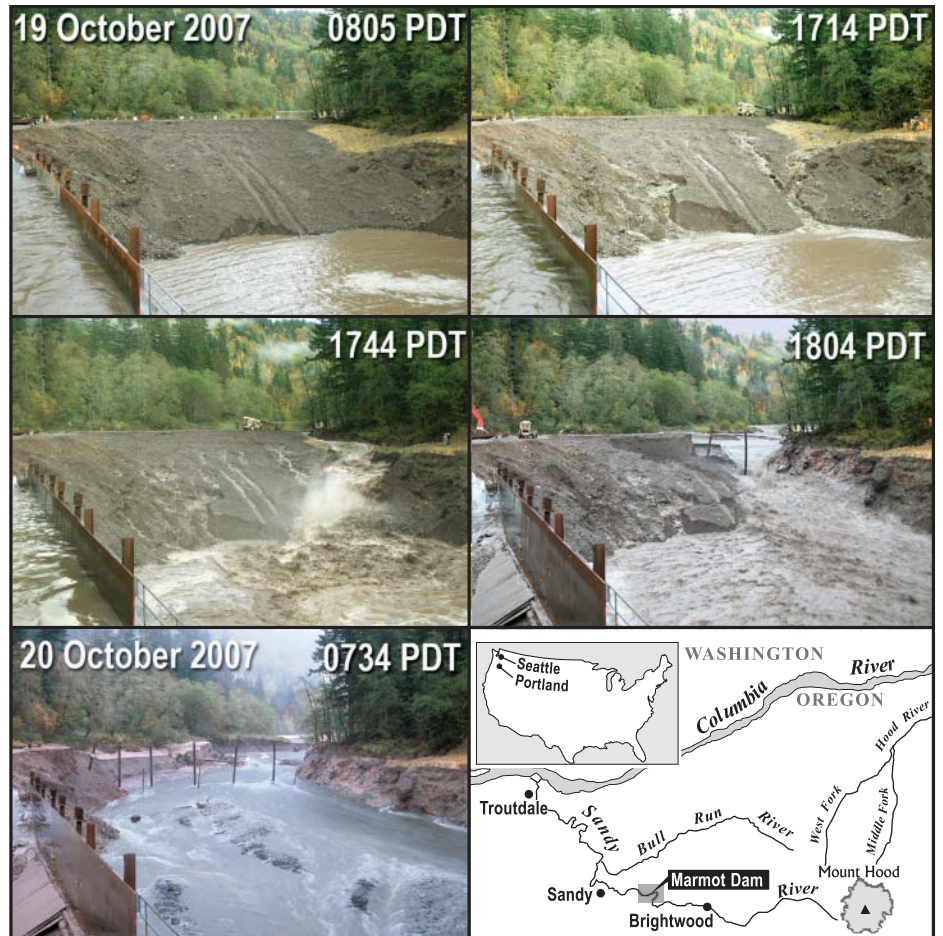 19 October 2007 0805 PDT
1714 PDT
1744 PDT
1804 PDT
20 October 2007 0734 PDT
Seattle
Portland
WASHINGTON
Columbia River
OREGON
Hood River
West Fork
Middle Fork
Troutdale
Sandy
Bull Run River
Mount Hood
Sandy
Marmot Dam
River
Brightwood